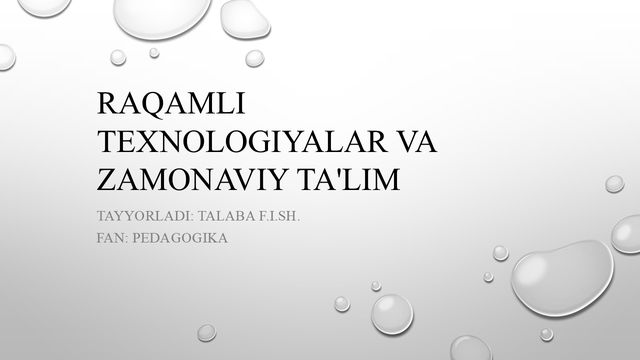 RAQAMLI
TEXNOLOGIYALAR VA
ZAMONAVIY TA'LIM
TAYYORLADI: TALABA F.I.SH.
FAN: PEDAGOGIKA